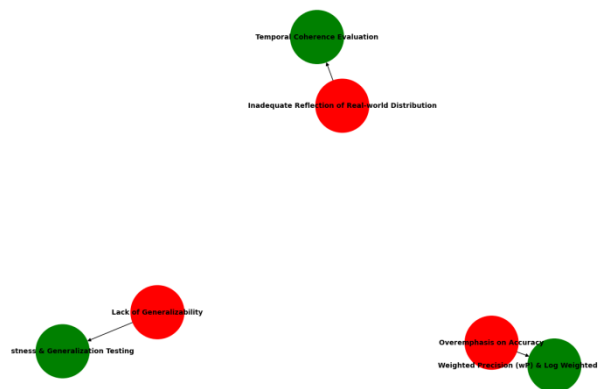 Temporal Coherence Evaluation
Inadequate Reflection of Real-world Distribution
Lack of Generalizability
stness & Generalization Testing
Overemphasis on Accuracy
Weighted Precision (wP) & Log Weighted